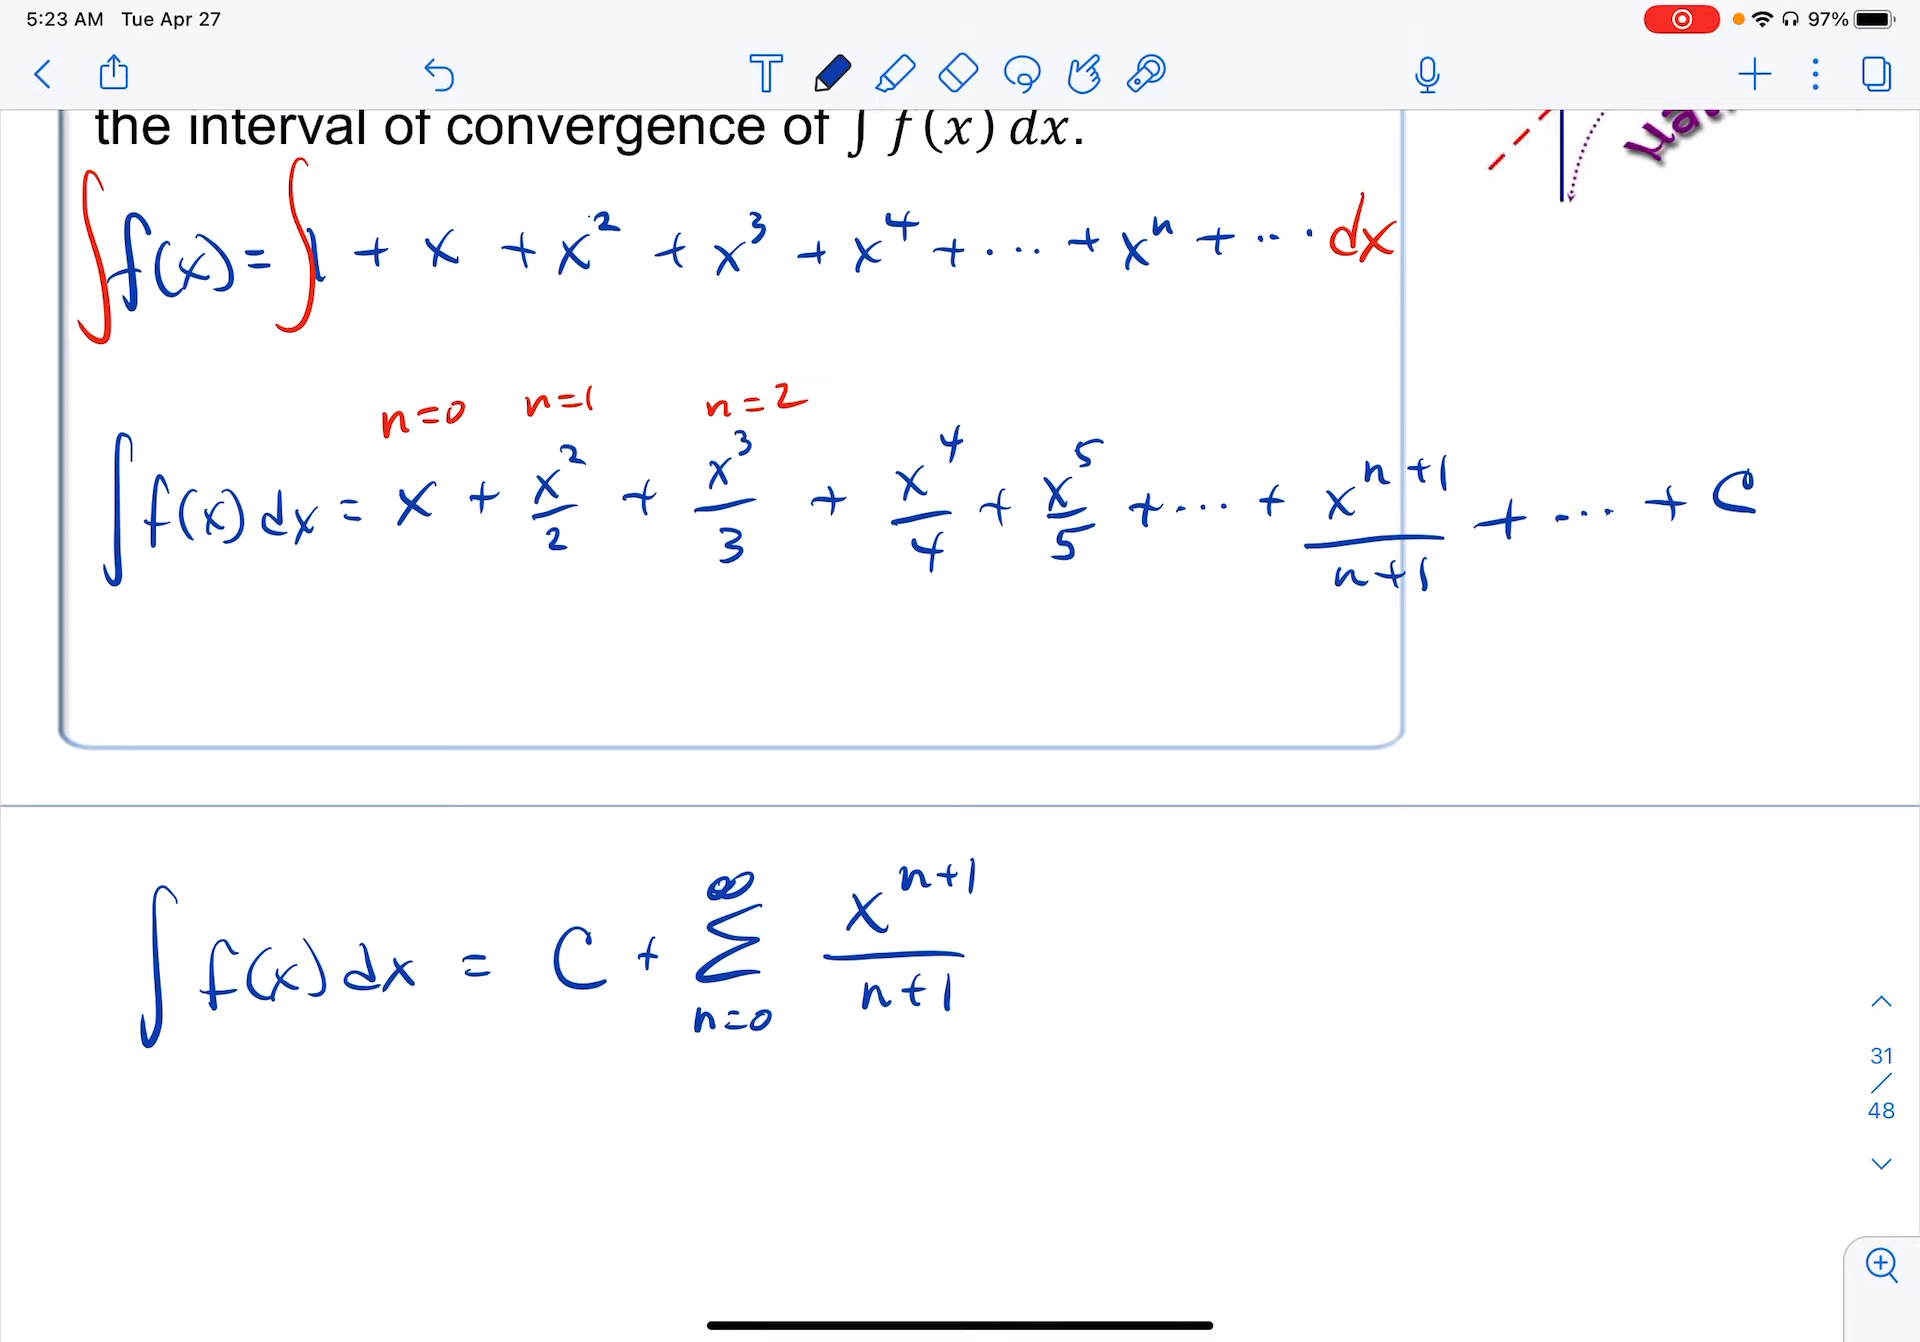 5:23 AM Tue Apr 27
97%
T
the interval of convergence of ∫ f(x) dx.
∫f(x) = ∫1 + x + x² + x³ + x⁴ + ... + xⁿ + ... dx
n=0 n=1 n=2
∫f(x)dx = x + x²/2 + x³/3 + x⁴/4 + x⁵/5 + ... + xⁿ⁺¹/(n+1) + ... + C
∫f(x)dx = C + ∑_{n=0}^{∞} xⁿ⁺¹/(n+1)
31
/
48